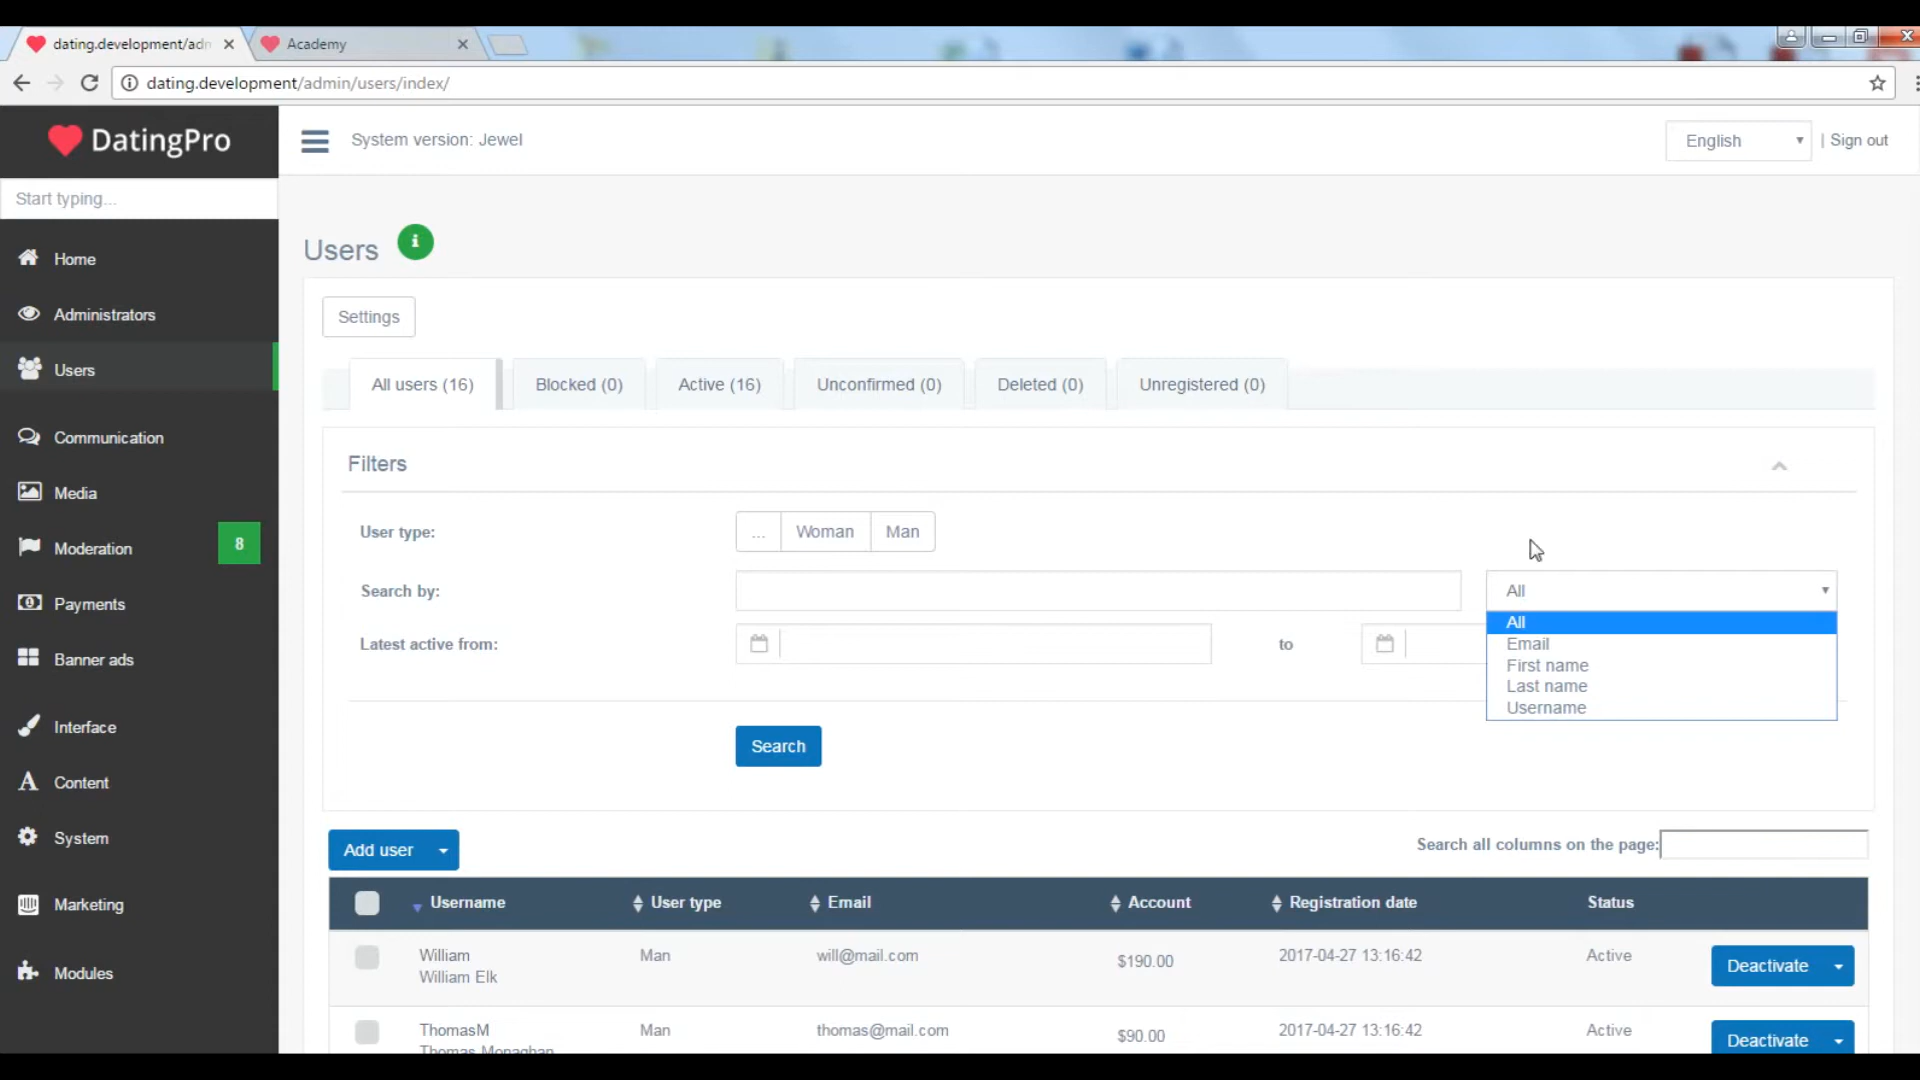 dating.development/adm
Academy
dating.development/admin/users/index/
DatingPro
System version: Jewel
English
| Sign out
Start typing...
Home
Administrators
Users
Communication
Media
Moderation
8
Payments
Banner ads
Interface
Content
System
Marketing
Modules
Users
Settings
All users (16)
Blocked (0)
Active (16)
Unconfirmed (0)
Deleted (0)
Unregistered (0)
Filters
User type:
...
Woman
Man
Search by:
All
All
Email
First name
Last name
Username
Latest active from:
to
Search
Add user
Search all columns on the page:
Username
User type
Email
Account
Registration date
Status
William
Man
will@mail.com
$190.00
2017-04-27 13:16:42
Active
Deactivate
William Elk
ThomasM
Man
thomas@mail.com
$90.00
2017-04-27 13:16:42
Active
Deactivate
Thomas Monaghan